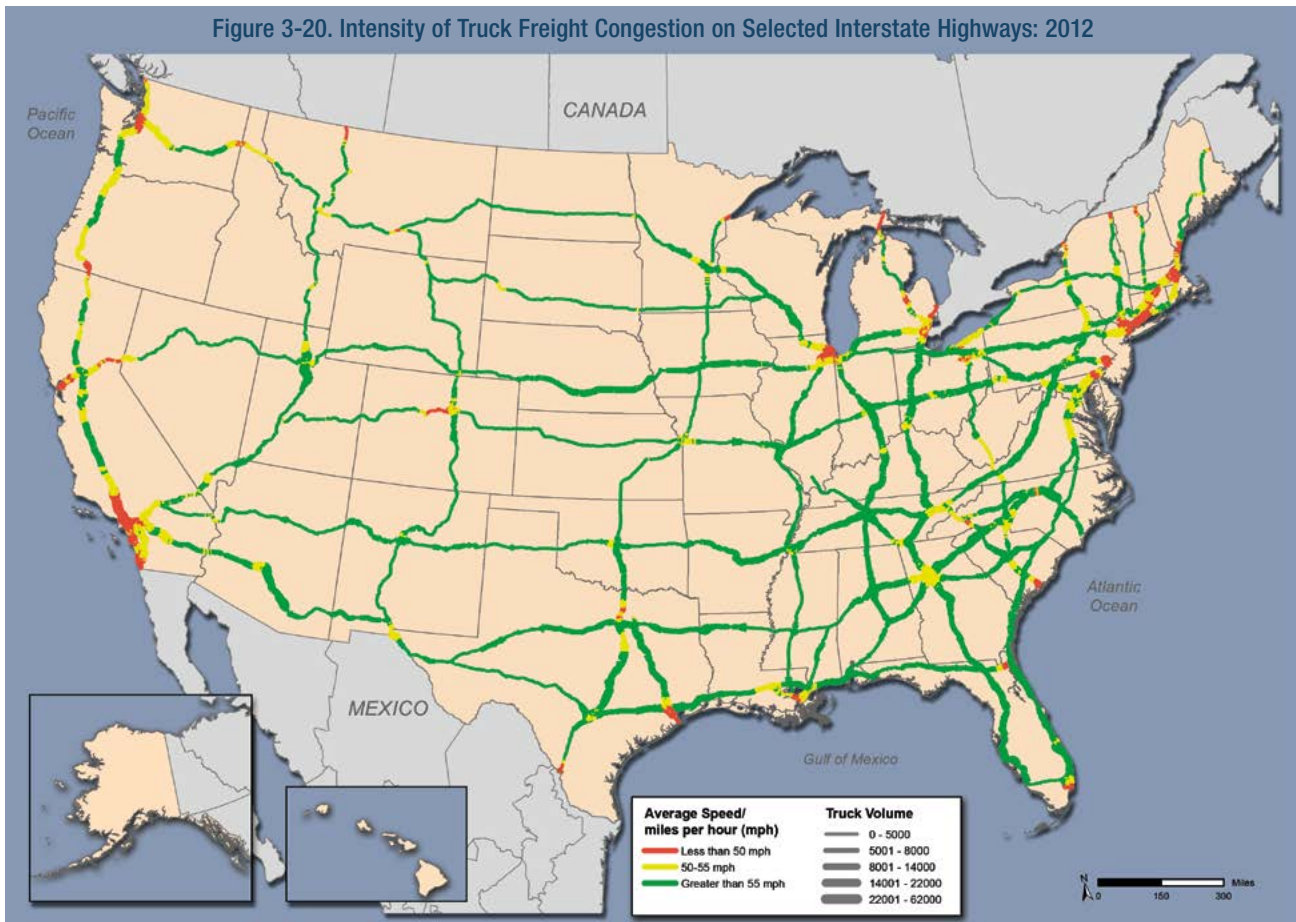 Figure 3-20. Intensity of Truck Freight Congestion on Selected Interstate Highways: 2012
Pacific
Ocean
CANADA
Atlantic
Ocean
MEXICO
Gulf of Mexico
Average Speed/
miles per hour (mph)
Less than 50 mph
50-55 mph
Greater than 55 mph
Truck Volume
0 - 5000
5001 - 8000
8001 - 14000
14001 - 22000
22001 - 62000
N
Miles
0 150 300